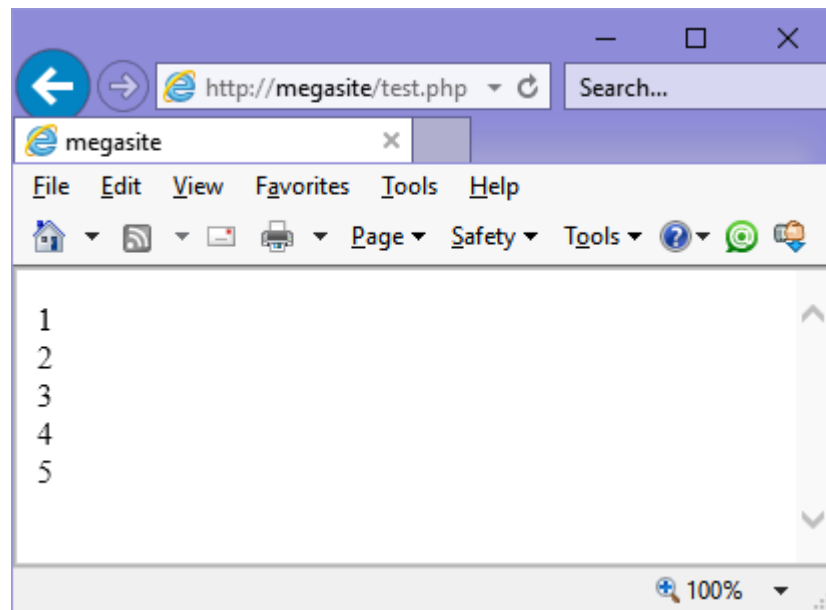 http://megasite/test.php
Search...
megasite
File Edit View Favorites Tools Help
Page Safety Tools
1
2
3
4
5
100%